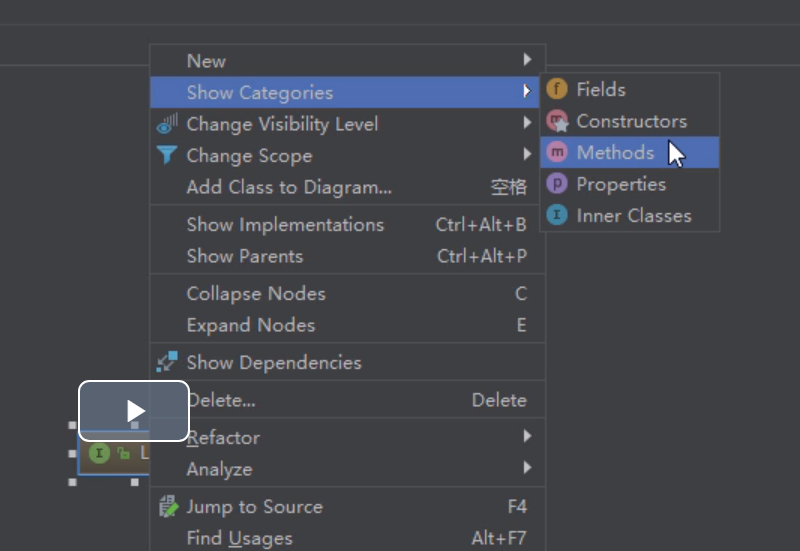 New
Show Categories
Change Visibility Level
Change Scope
Add Class to Diagram... 空格
Show Implementations Ctrl+Alt+B
Show Parents Ctrl+Alt+P
Collapse Nodes C
Expand Nodes E
Show Dependencies
Delete... Delete
Refactor
Analyze
Jump to Source F4
Find Usages Alt+F7
f Fields
m Constructors
m Methods
p Properties
I Inner Classes
I L